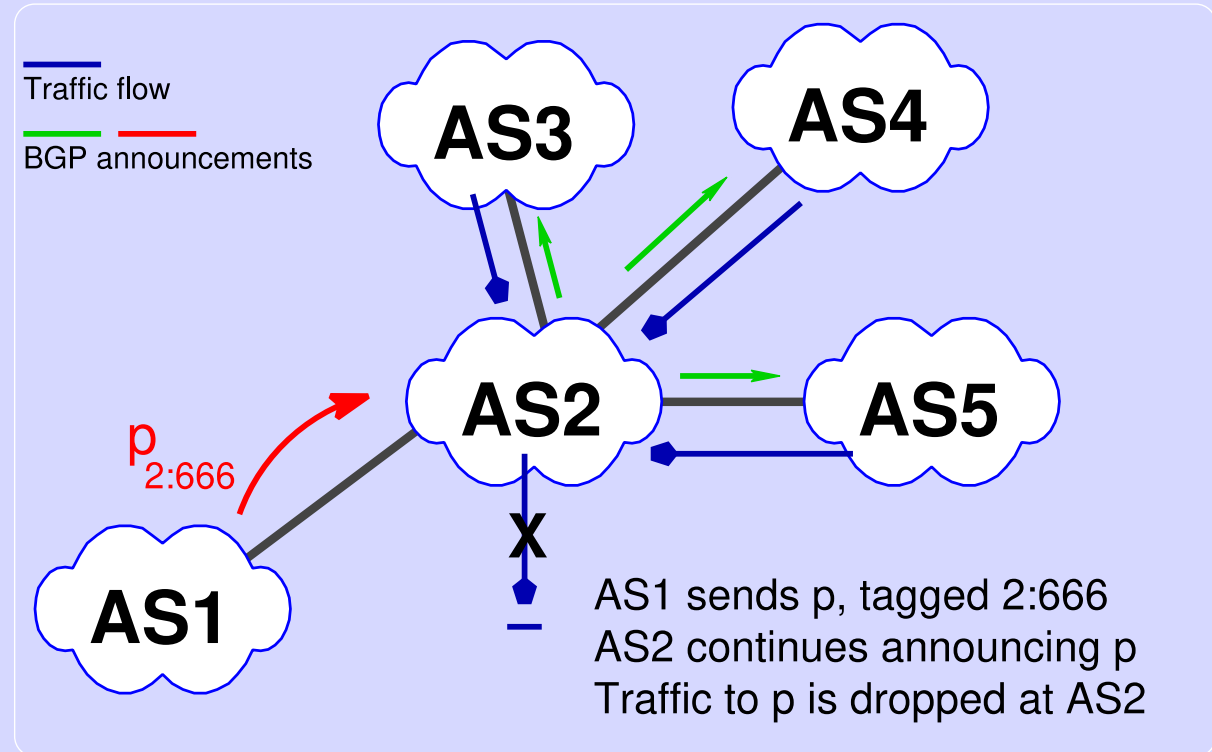 Traffic flow
BGP announcements
AS3
AS4
AS2
AS5
p
2:666
X
AS1
AS1 sends p, tagged 2:666
AS2 continues announcing p
Traffic to p is dropped at AS2